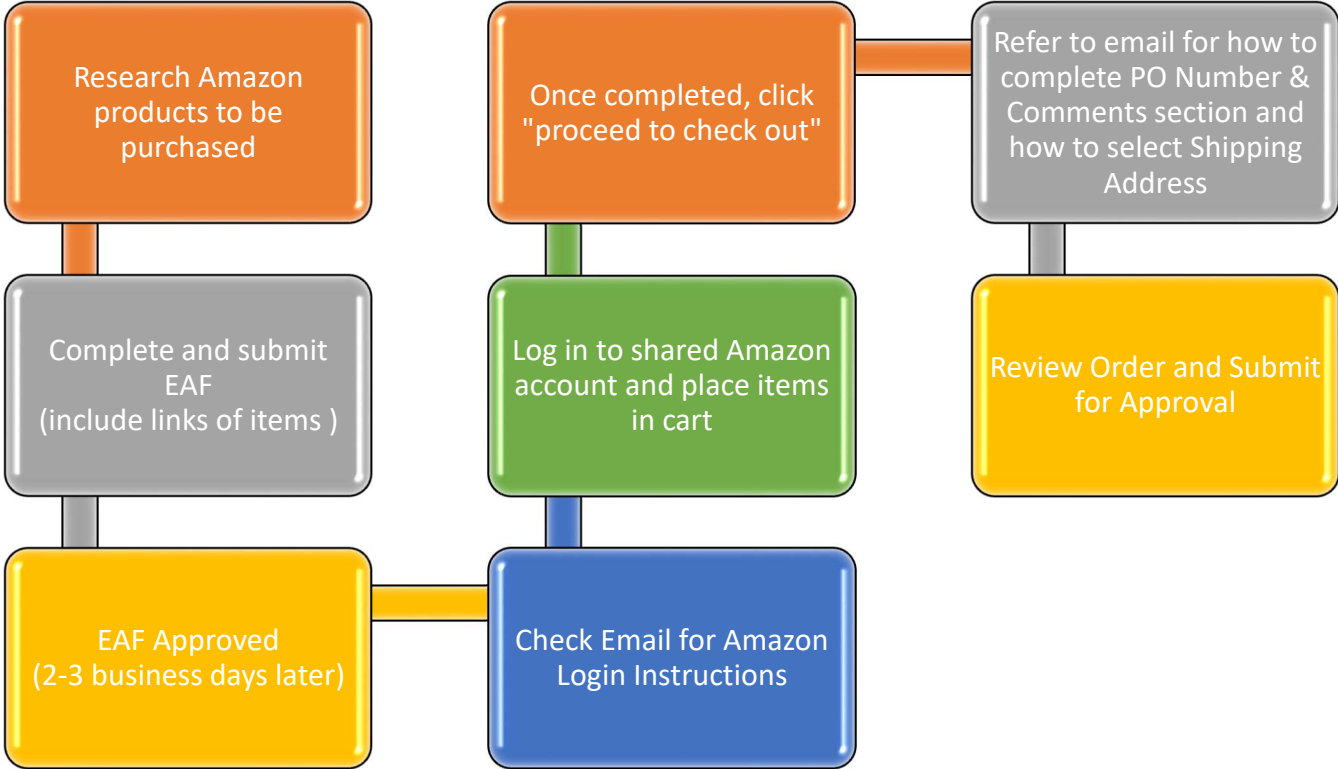 Research Amazon
products to be
purchased
Complete and submit
EAF
(include links of items )
EAF Approved
(2-3 business days later)
Check Email for Amazon
Login Instructions
Log in to shared Amazon
account and place items
in cart
Once completed, click
"proceed to check out"
Refer to email for how to
complete PO Number &
Comments section and
how to select Shipping
Address
Review Order and Submit
for Approval